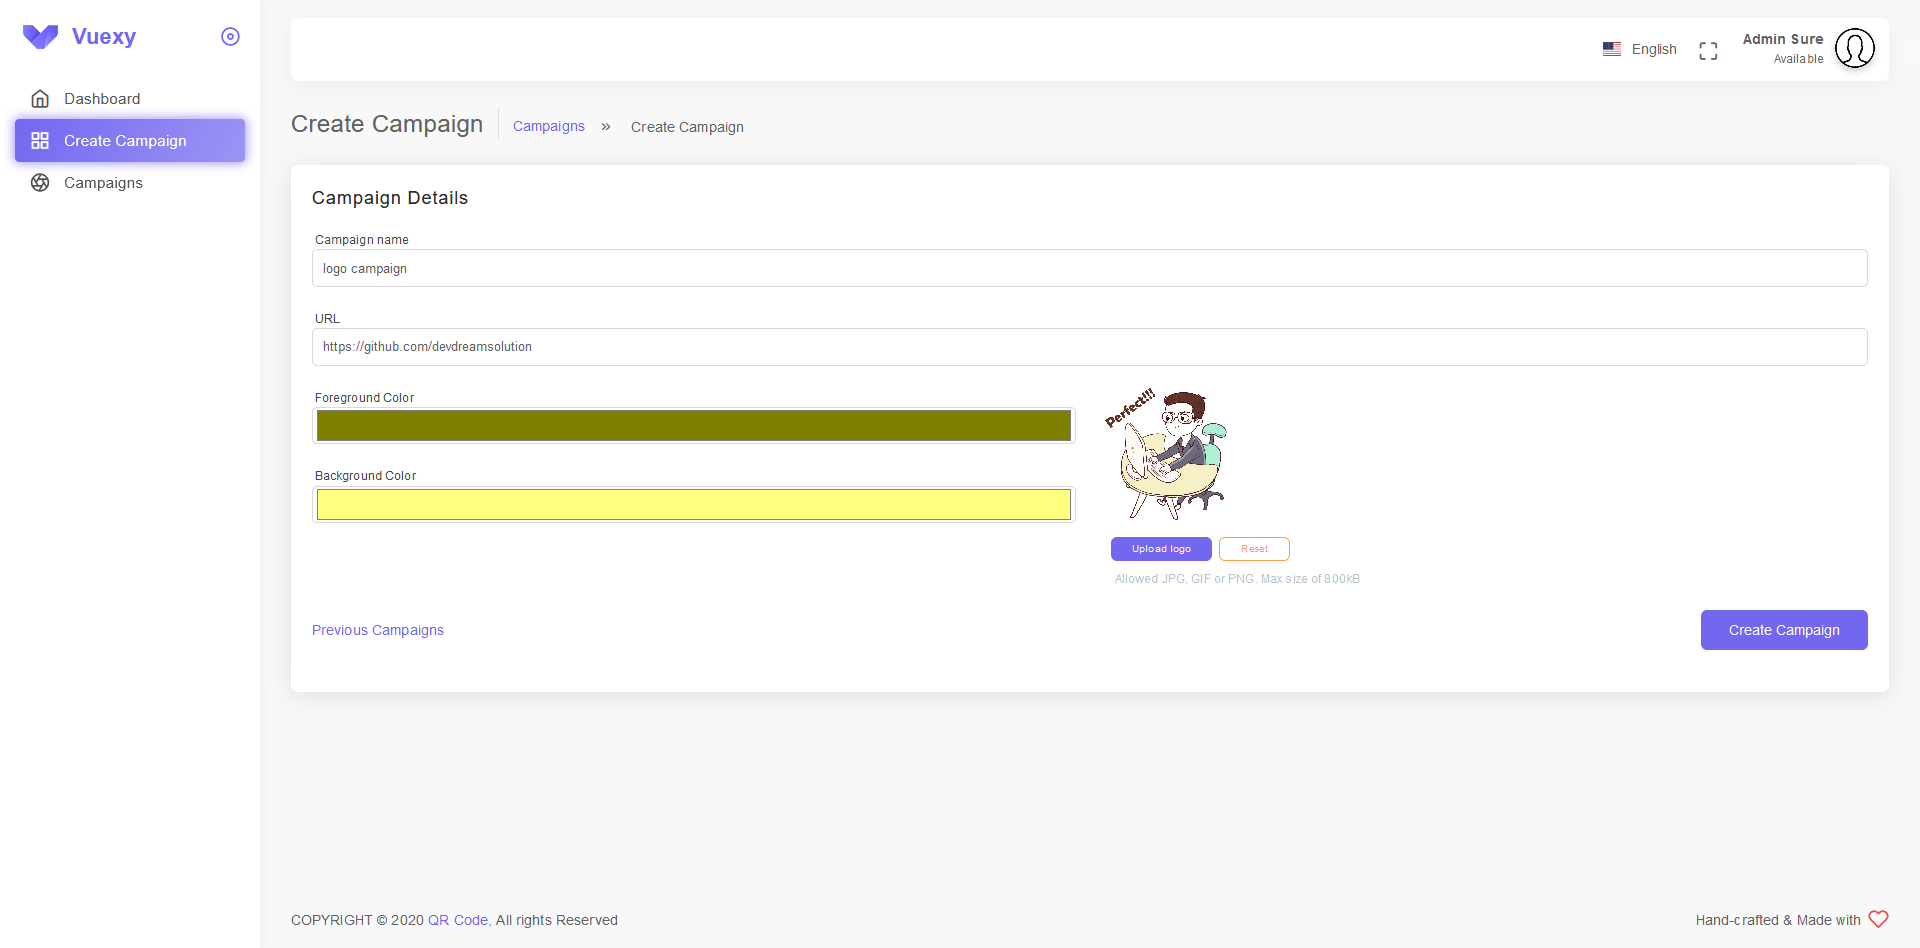 Vuexy
Dashboard
Create Campaign
Campaigns
English
Admin Sure
Available
Create Campaign
Campaigns » Create Campaign
Campaign Details
Campaign name
logo campaign
URL
https://github.com/devdreamsolution
Foreground Color
Background Color
Perfect!!!
Upload logo
Reset
Allowed JPG, GIF or PNG. Max size of 800kB
Previous Campaigns
Create Campaign
COPYRIGHT © 2020 QR Code, All rights Reserved
Hand-crafted & Made with